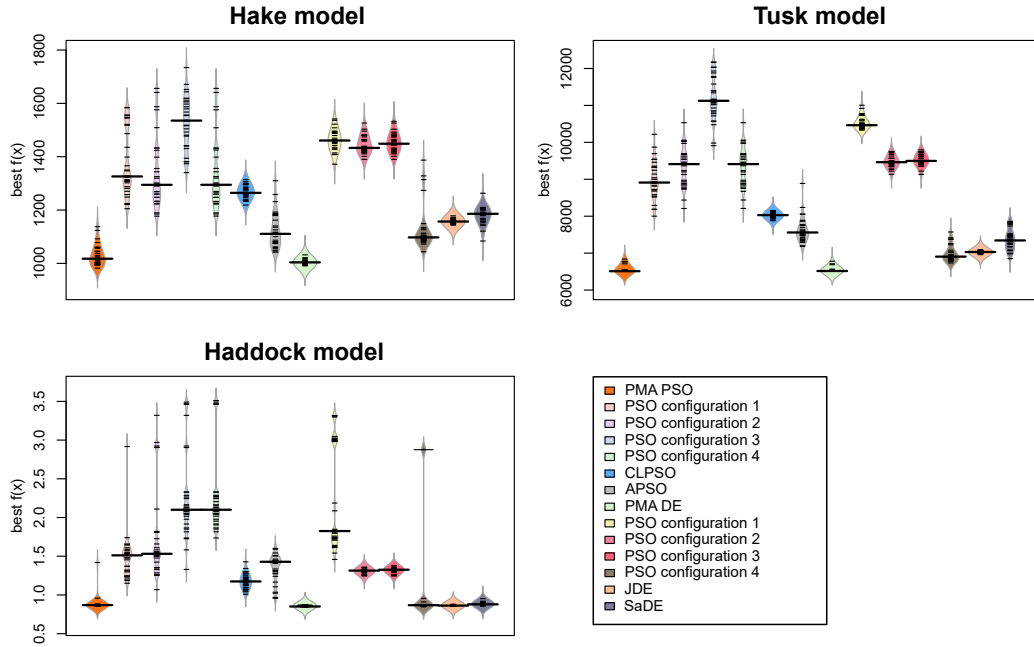 Hake model
best f(x)
1800
1600
1400
1200
1000
Tusk model
best f(x)
12000
10000
8000
6000
Haddock model
best f(x)
3.5
3.0
2.5
2.0
1.5
1.0
0.5
PMA PSO
PSO configuration 1
PSO configuration 2
PSO configuration 3
PSO configuration 4
CLPSO
APSO
PMA DE
PSO configuration 1
PSO configuration 2
PSO configuration 3
PSO configuration 4
JDE
SaDE